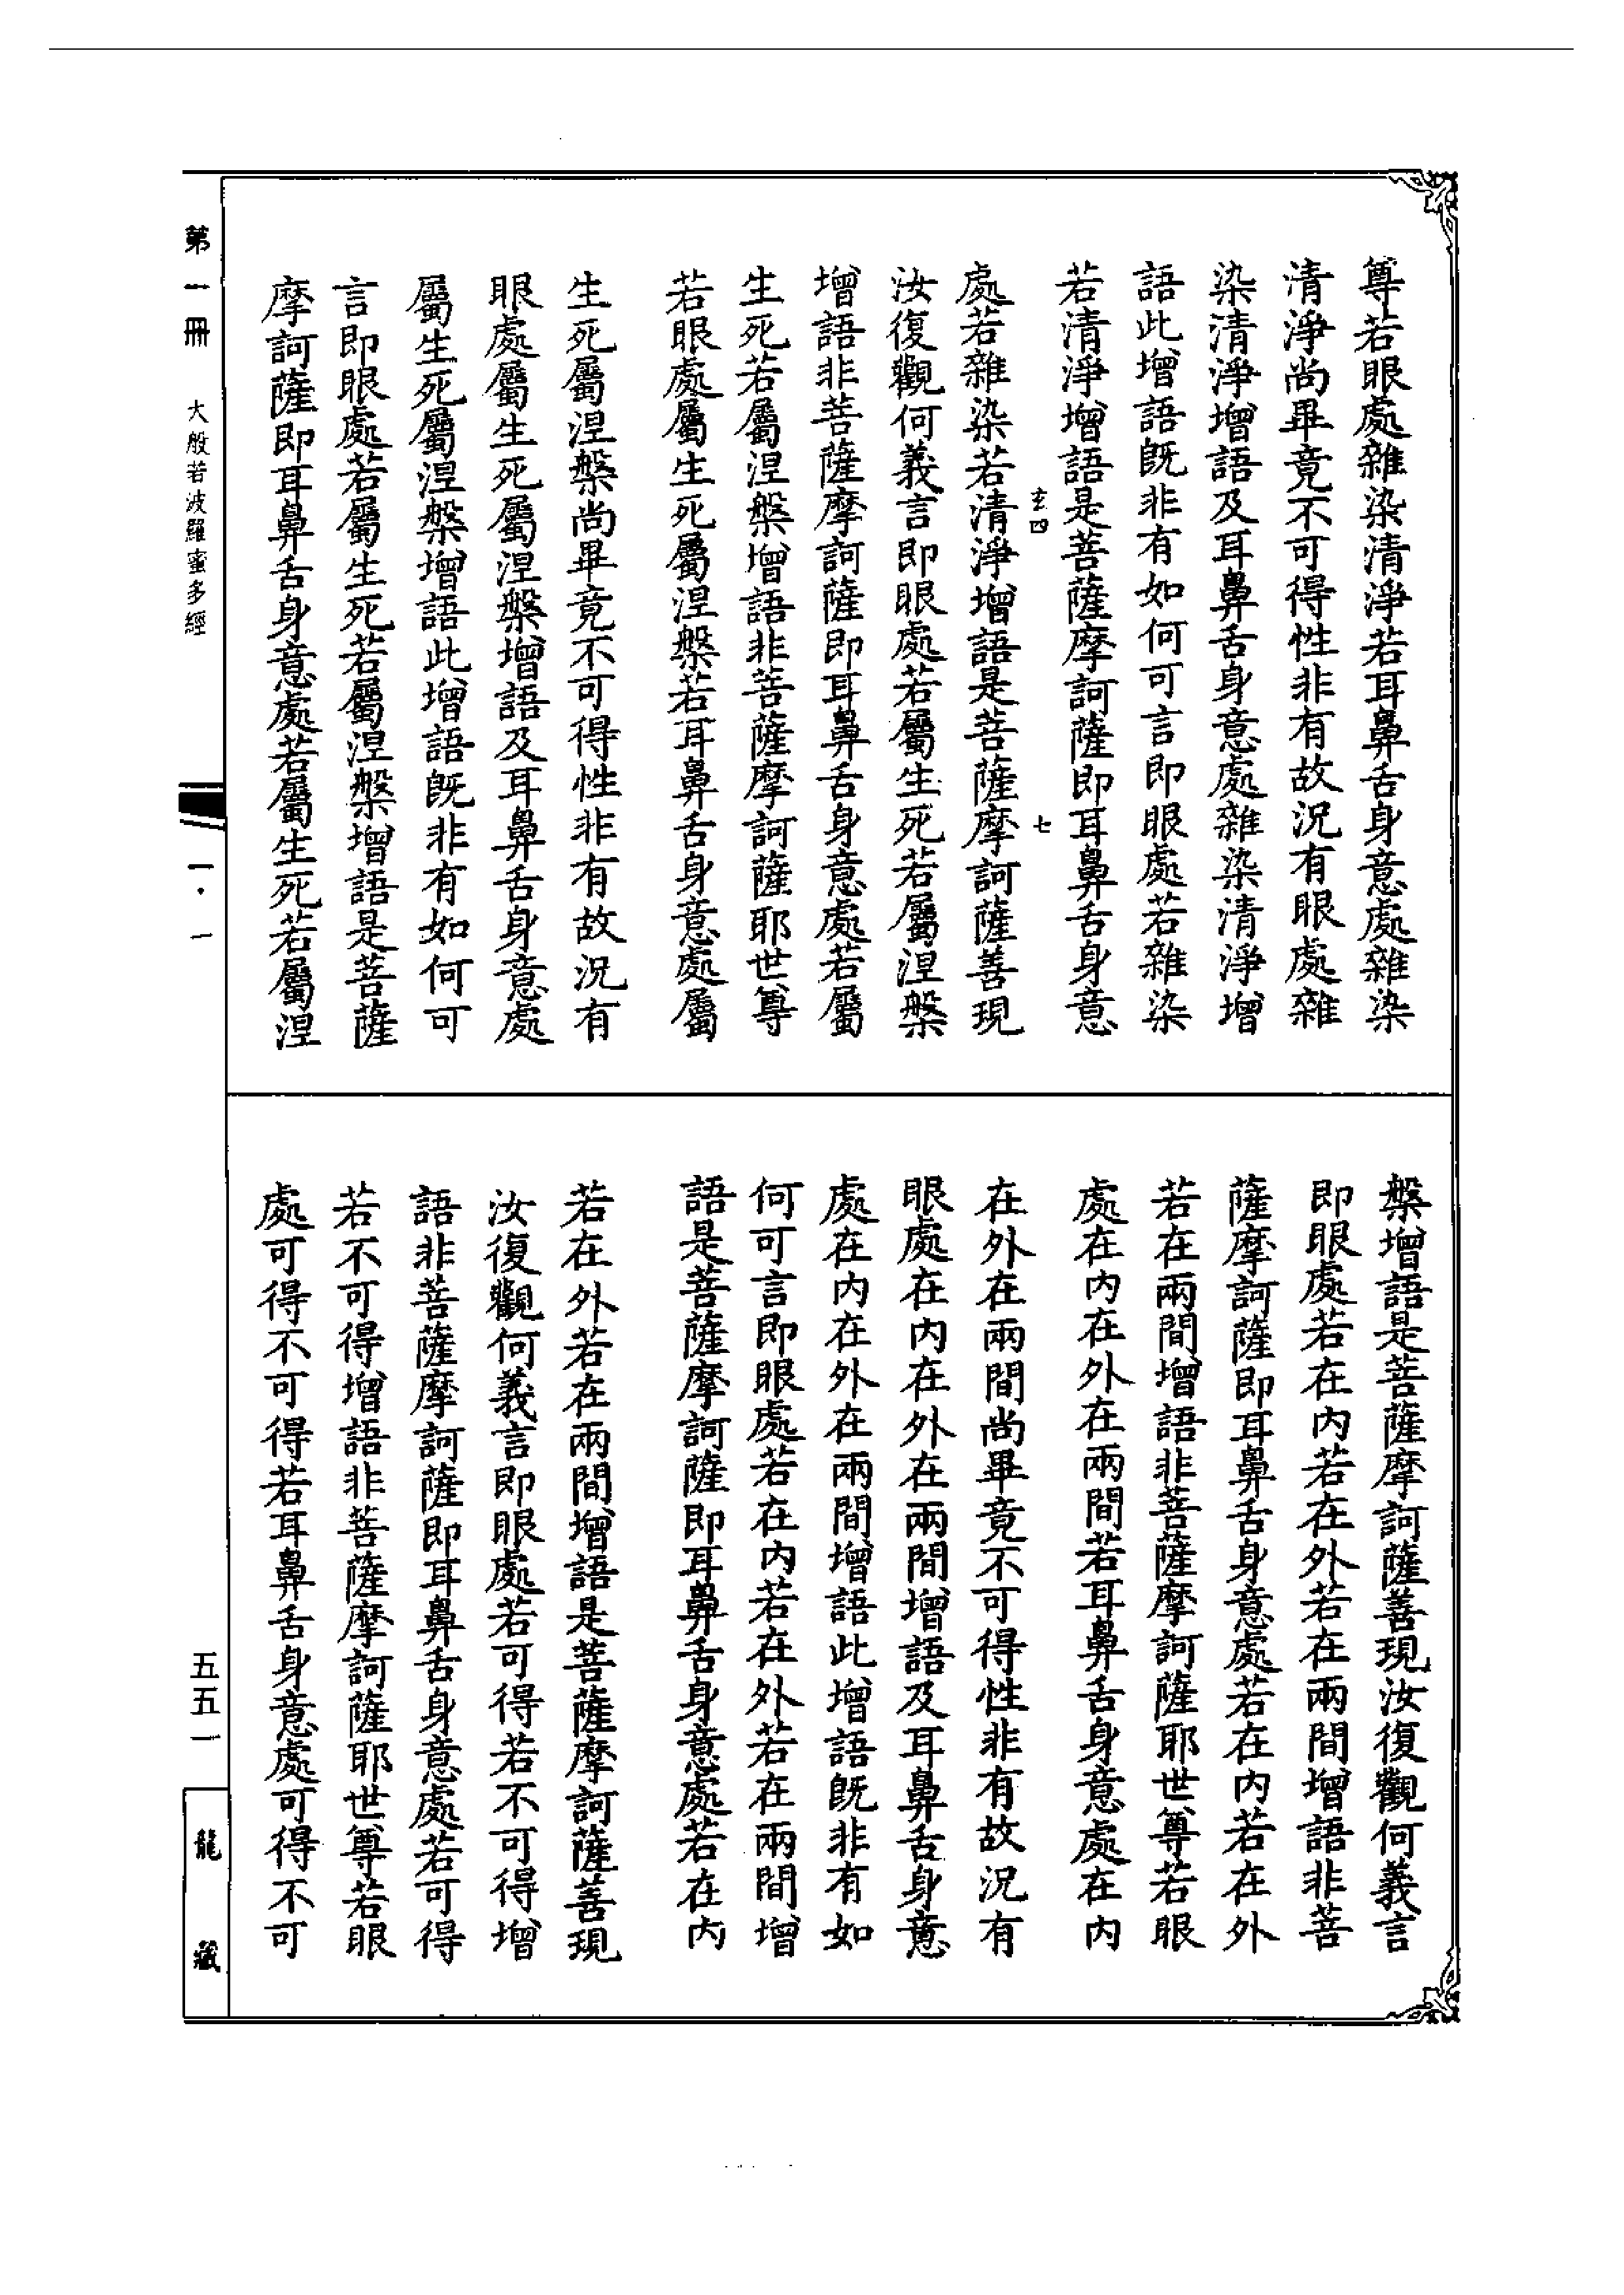 尊若眼處雜染清淨若耳鼻舌身意處雜染
清淨尚畢竟不可得性非有故況有眼處雜
染清淨增語及耳鼻舌身意處雜染清淨增
語此增語既非有如何可言即眼處若雜染
若清淨增語是菩薩摩訶薩即耳鼻舌身意
玄四 七
處若雜染若清淨增語是菩薩摩訶薩善現
汝復觀何義言即眼處若屬生死若屬涅槃
增語非菩薩摩訶薩即耳鼻舌身意處若屬
生死若屬涅槃增語非菩薩摩訶薩耶世尊
若眼處屬生死屬涅槃若耳鼻舌身意處屬
生死屬涅槃尚畢竟不可得性非有故況有
眼處屬生死屬涅槃增語及耳鼻舌身意處
屬生死屬涅槃增語此增語既非有如何可
言即眼處若屬生死若屬涅槃增語是菩薩
摩訶薩即耳鼻舌身意處若屬生死若屬涅
槃增語是菩薩摩訶薩善現汝復觀何義言
即眼處若在內若在外若在兩間增語非菩
薩摩訶薩即耳鼻舌身意處若在內若在外
若在兩間增語非菩薩摩訶薩耶世尊若眼
處在內在外在兩間若耳鼻舌身意處在內
在外在兩間尚畢竟不可得性非有故況有
眼處在內在外在兩間增語及耳鼻舌身意
處在內在外在兩間增語此增語既非有如
何可言即眼處若在內若在外若在兩間增
語是菩薩摩訶薩即耳鼻舌身意處若在內
若在外若在兩間增語是菩薩摩訶薩善現
汝復觀何義言即眼處若可得若不可得增
語非菩薩摩訶薩即耳鼻舌身意處若可得
若不可得增語非菩薩摩訶薩耶世尊若眼
處可得不可得若耳鼻舌身意處可得不可
第一冊 大般若波羅蜜多經
一·一
五五一
龍藏